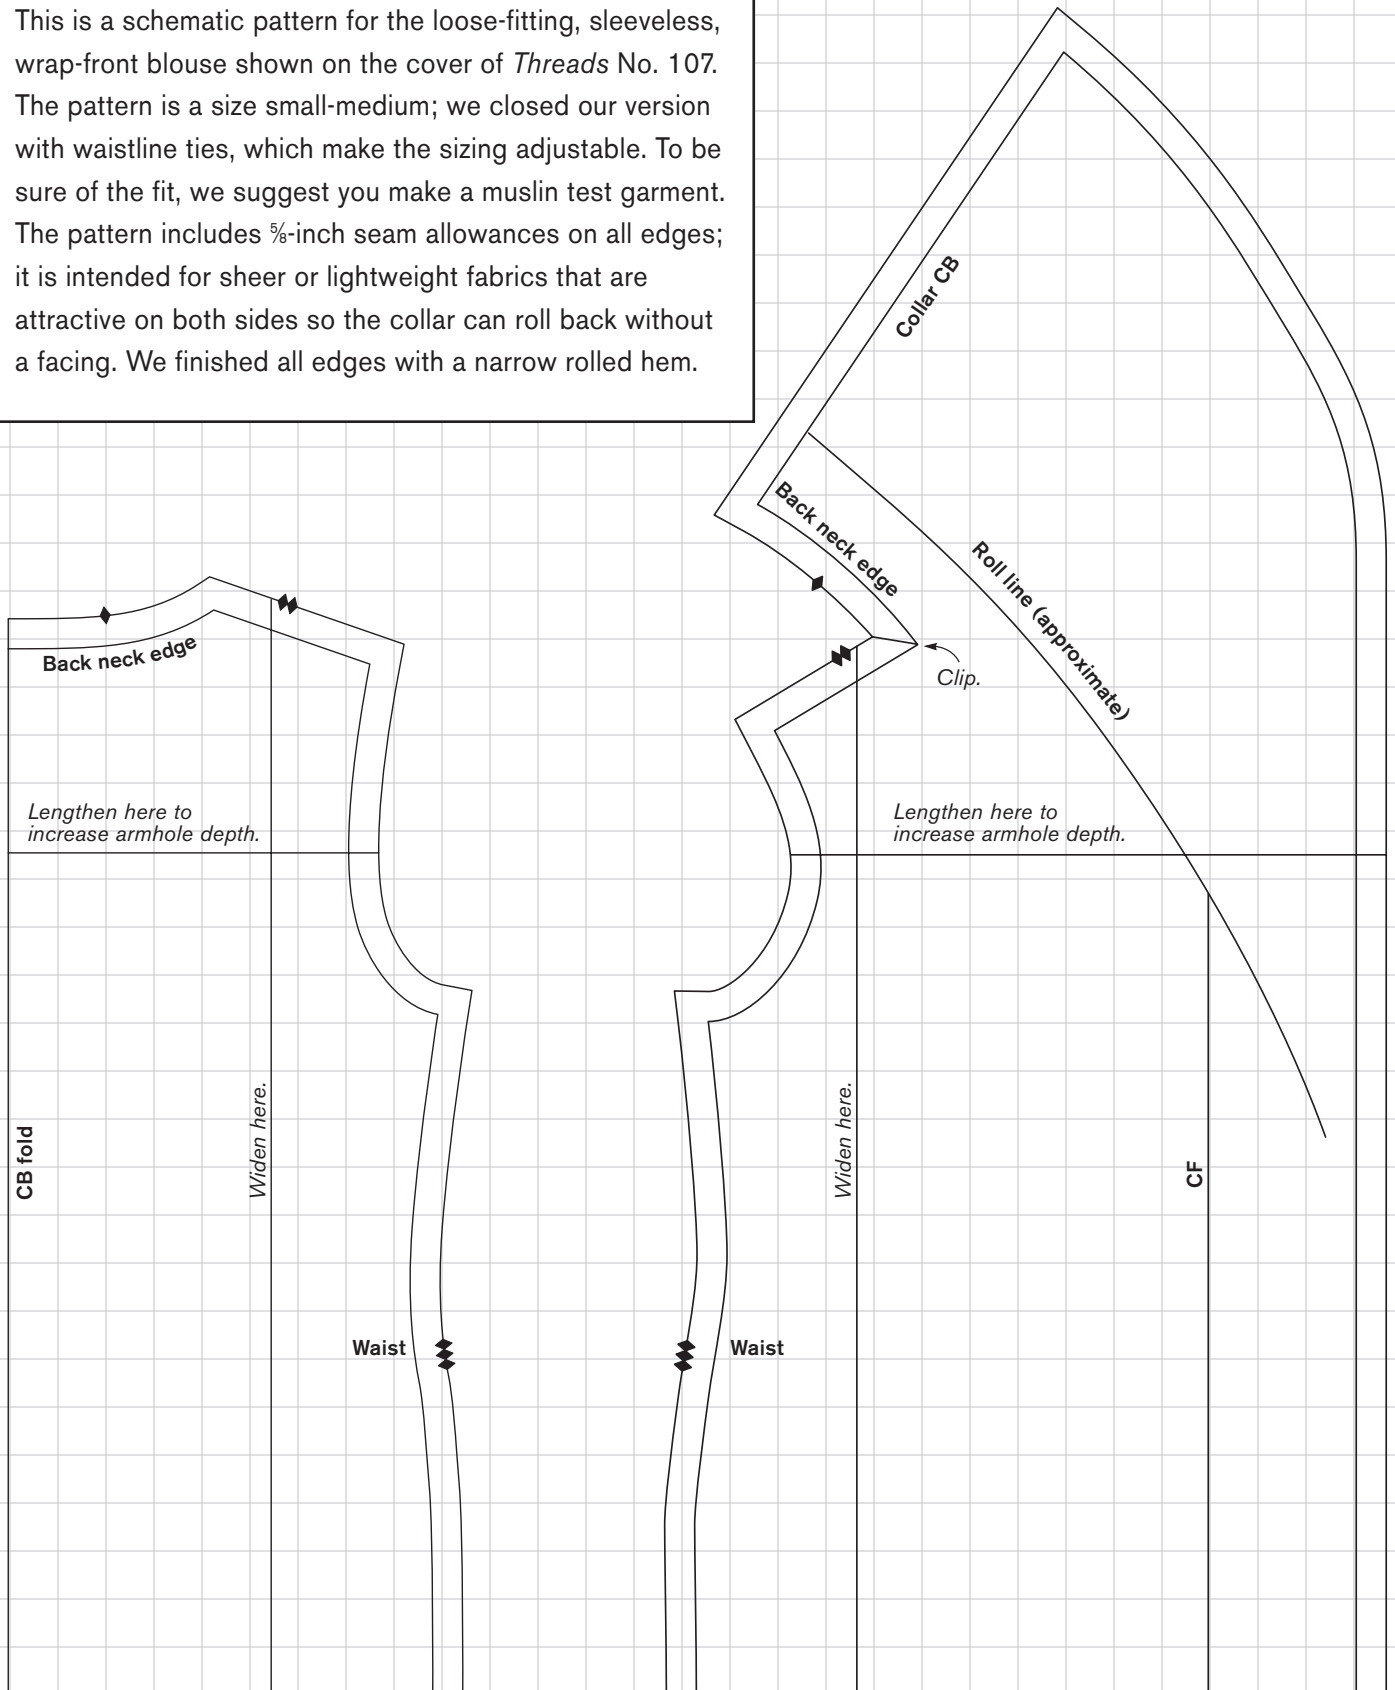 This is a schematic pattern for the loose-fitting, sleeveless,
wrap-front blouse shown on the cover of Threads No. 107.
The pattern is a size small-medium; we closed our version
with waistline ties, which make the sizing adjustable. To be
sure of the fit, we suggest you make a muslin test garment.
The pattern includes ⅝-inch seam allowances on all edges;
it is intended for sheer or lightweight fabrics that are
attractive on both sides so the collar can roll back without
a facing. We finished all edges with a narrow rolled hem.
Collar CB
Back neck edge
Roll line (approximate)
Back neck edge
Clip.
Lengthen here to
increase armhole depth.
Lengthen here to
increase armhole depth.
CB fold
Widen here.
Widen here.
CF
Waist
Waist